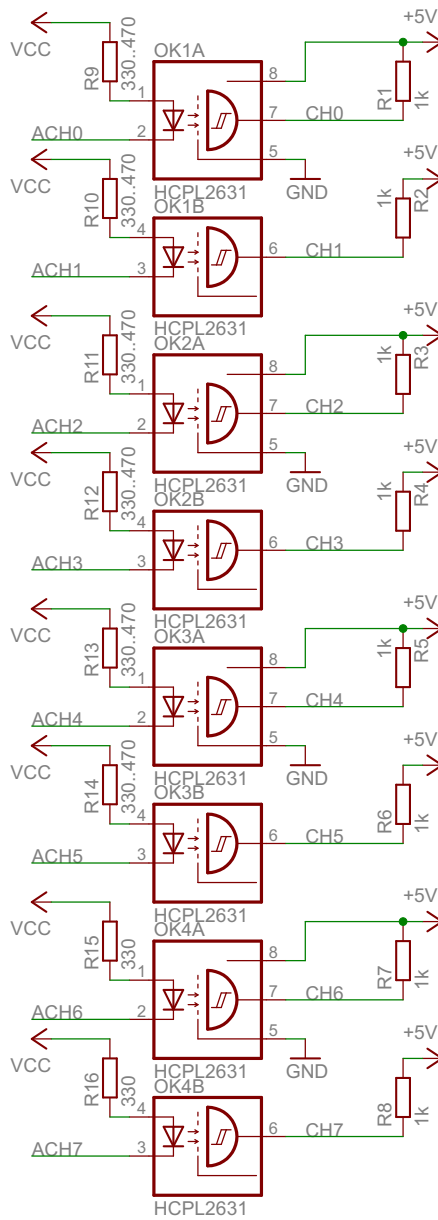 VCC
R9
330..470
OK1A
+5V
8
R1
1k
1
7
CH0
ACH0
2
5
GND
HCPL2631
VCC
R10
330..470
OK1B
+5V
1k
R2
4
6
CH1
ACH1
3
HCPL2631
VCC
R11
330..470
OK2A
+5V
8
1k
R3
1
7
CH2
ACH2
2
5
GND
HCPL2631
VCC
R12
330..470
OK2B
+5V
1k
R4
4
6
CH3
ACH3
3
HCPL2631
VCC
R13
330..470
OK3A
+5V
8
1k
R5
1
7
CH4
ACH4
2
5
GND
HCPL2631
VCC
R14
330..470
OK3B
+5V
R6
1k
4
6
CH5
ACH5
3
HCPL2631
VCC
R15
330
OK4A
+5V
8
R7
1k
1
7
CH6
ACH6
2
5
GND
HCPL2631
VCC
R16
330
OK4B
+5V
R8
1k
4
6
CH7
ACH7
3
HCPL2631